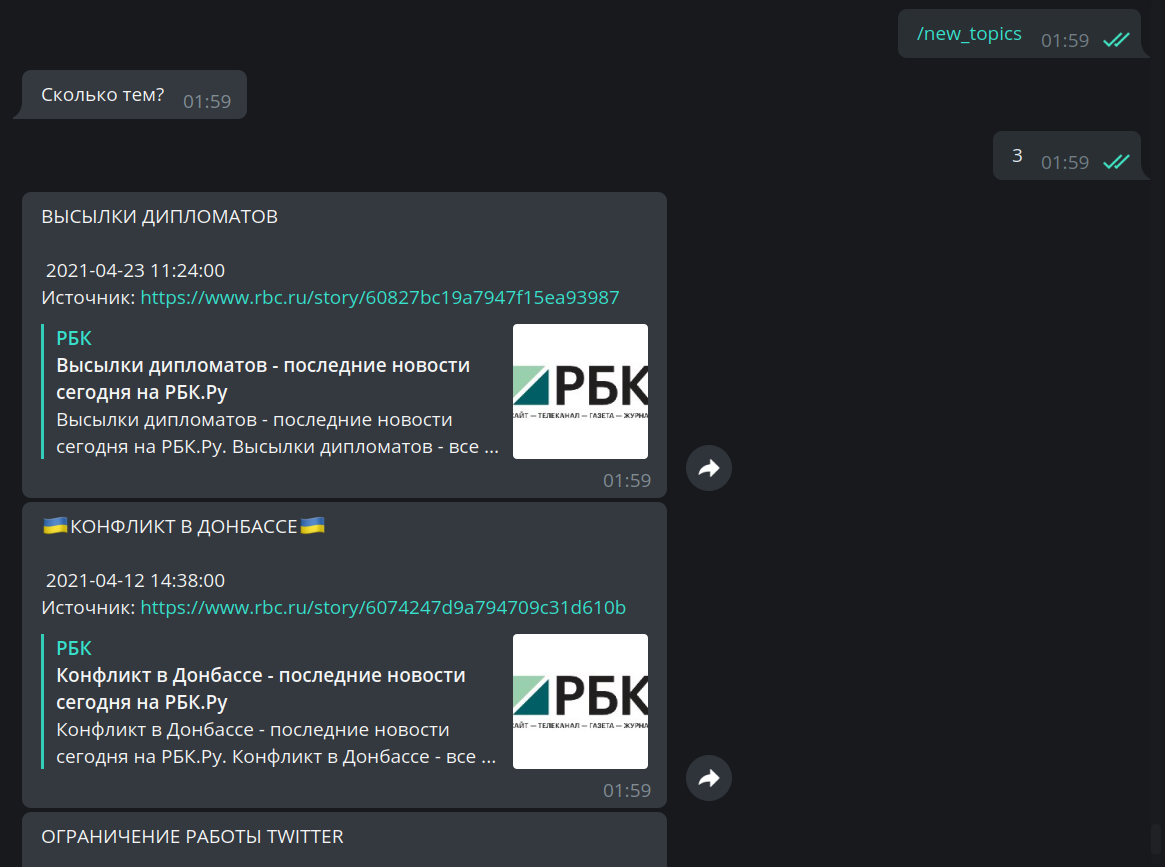 /new_topics 01:59
Сколько тем? 01:59
3 01:59
ВЫСЫЛКИ ДИПЛОМАТОВ
2021-04-23 11:24:00
Источник: https://www.rbc.ru/story/60827bc19a7947f15ea93987
РБК
Высылки дипломатов - последние новости
сегодня на РБК.Ру
Высылки дипломатов - последние новости
сегодня на РБК.Ру. Высылки дипломатов - все ...
РБК
САЙТ — ТЕЛЕКАНАЛ — ГАЗЕТА — ЖУРНА
01:59
🇺🇦КОНФЛИКТ В ДОНБАССЕ🇺🇦
2021-04-12 14:38:00
Источник: https://www.rbc.ru/story/6074247d9a794709c31d610b
РБК
Конфликт в Донбассе - последние новости
сегодня на РБК.Ру
Конфликт в Донбассе - последние новости
сегодня на РБК.Ру. Конфликт в Донбассе - все ...
РБК
САЙТ — ТЕЛЕКАНАЛ — ГАЗЕТА — ЖУРНА
01:59
ОГРАНИЧЕНИЕ РАБОТЫ TWITTER